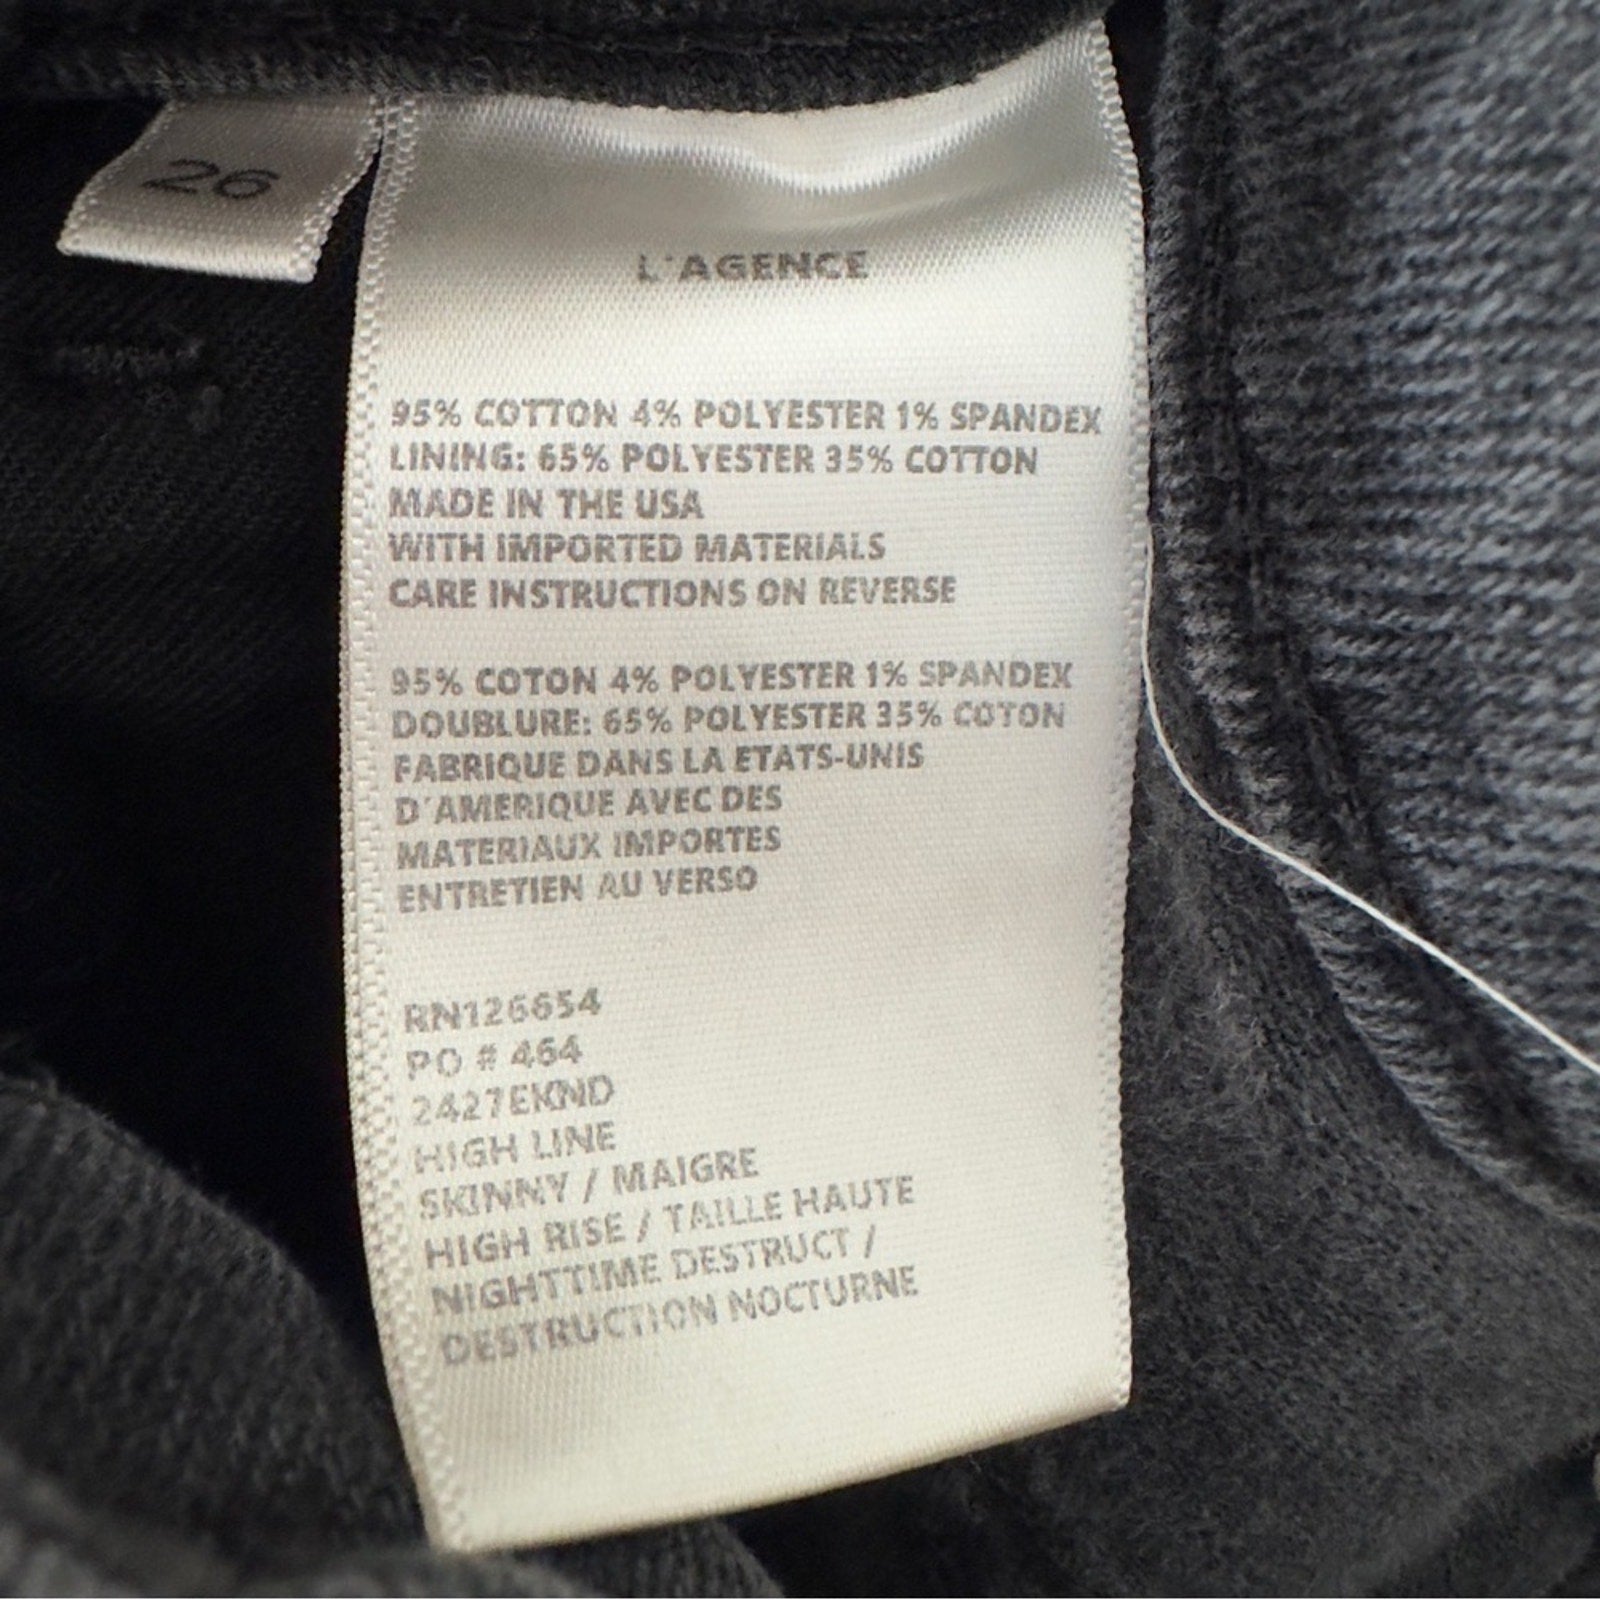 26
L'AGENCE
95% COTTON 4% POLYESTER 1% SPANDEX
LINING: 65% POLYESTER 35% COTTON
MADE IN THE USA
WITH IMPORTED MATERIALS
CARE INSTRUCTIONS ON REVERSE
95% COTON 4% POLYESTER 1% SPANDEX
DOUBLURE: 65% POLYESTER 35% COTON
FABRIQUE DANS LA ETATS-UNIS
D'AMERIQUE AVEC DES
MATERIAUX IMPORTES
ENTRETIEN AU VERSO
RN126654
PO # 464
2427EKND
HIGH LINE
SKINNY / MAIGRE
HIGH RISE / TAILLE HAUTE
NIGHTTIME DESTRUCT /
DESTRUCTION NOCTURNE